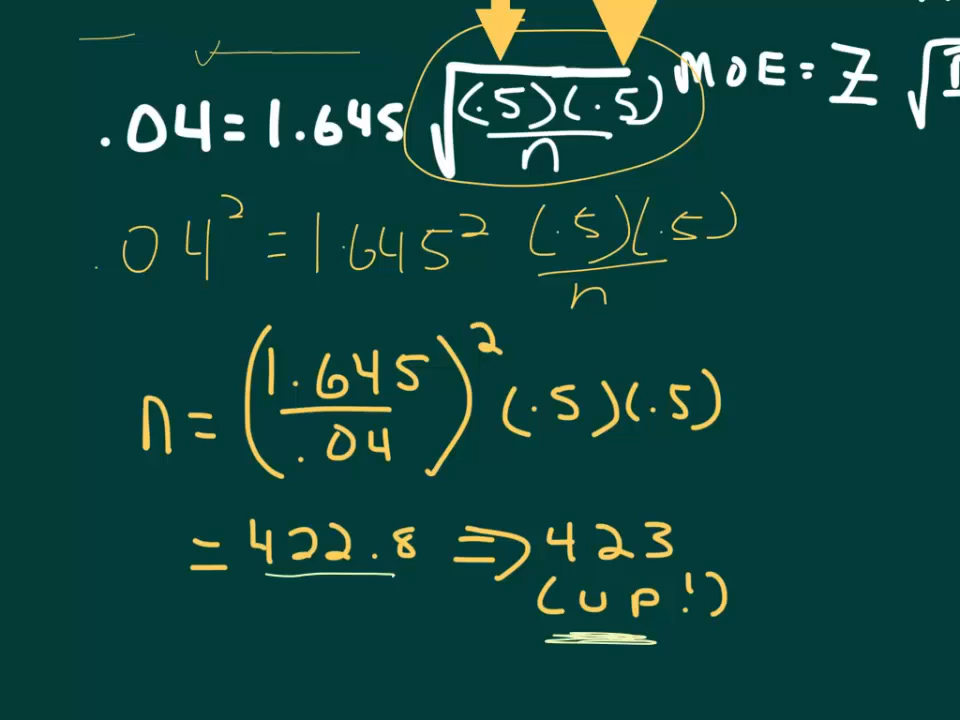 .04 = 1.645 √((.5)(.5)/n) MOE = Z √
.04² = 1.645² (.5)(.5)/n
n = (1.645/.04)² (.5)(.5)
= 422.8 ⇒ 423
(UP!)